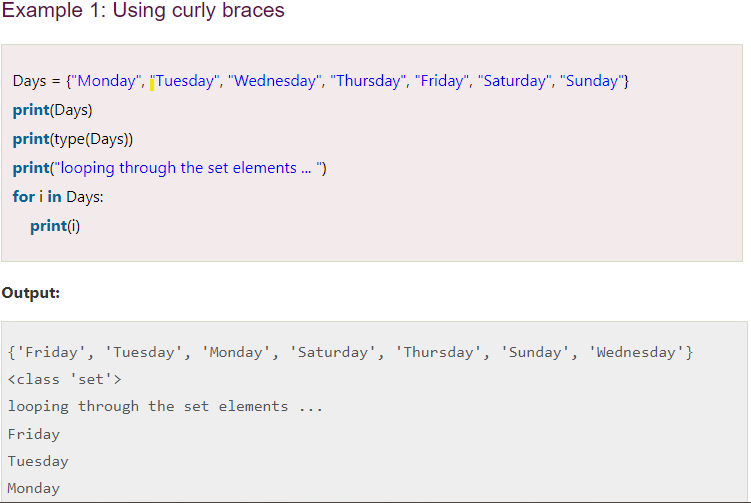 Example 1: Using curly braces
Days = {"Monday", "Tuesday", "Wednesday", "Thursday", "Friday", "Saturday", "Sunday"}
print(Days)
print(type(Days))
print("looping through the set elements ... ")
for i in Days:
    print(i)
Output:
{'Friday', 'Tuesday', 'Monday', 'Saturday', 'Thursday', 'Sunday', 'Wednesday'}
<class 'set'>
looping through the set elements ...
Friday
Tuesday
Monday